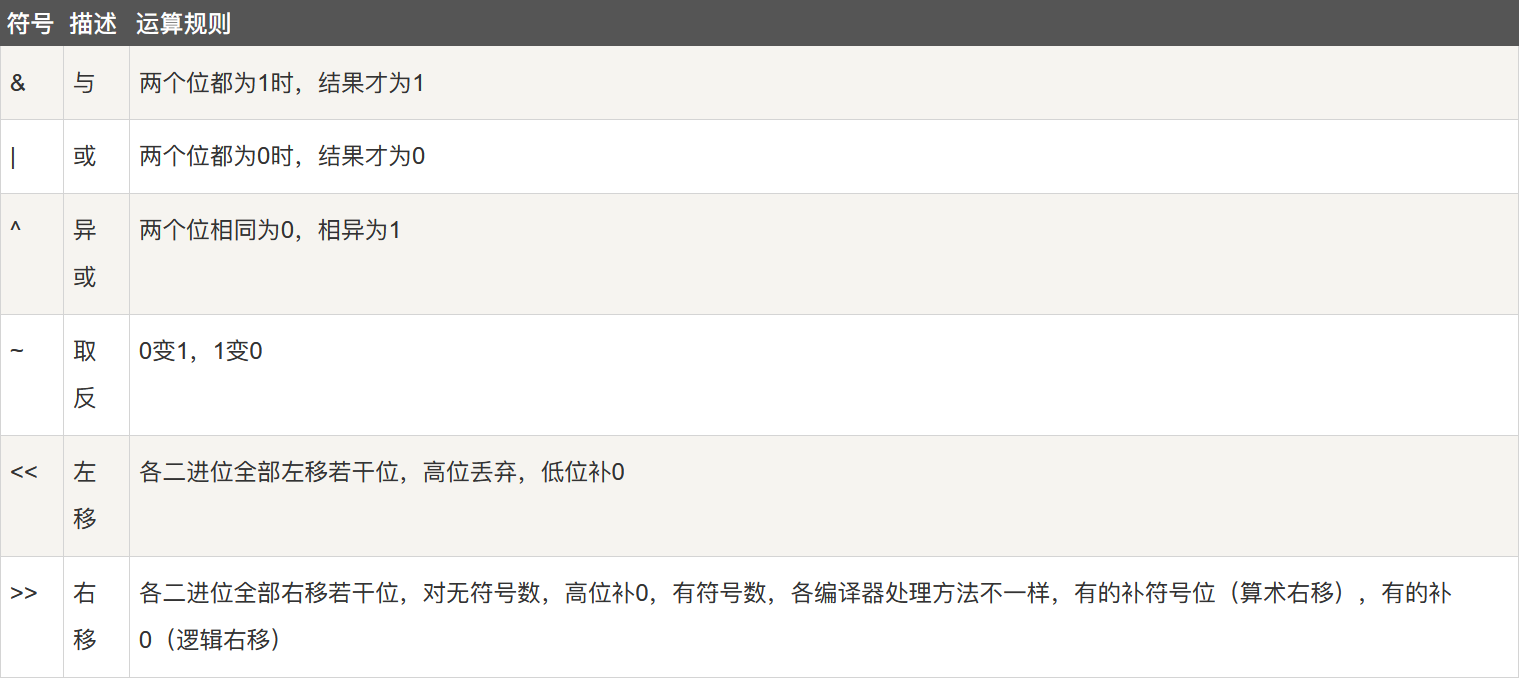 符号 描述 运算规则
& 与 两个位都为1时，结果才为1
| 或 两个位都为0时，结果才为0
^ 异 两个位相同为0，相异为1
或
~ 取 0变1，1变0
反
<< 左 各二进位全部左移若干位，高位丢弃，低位补0
移
>> 右 各二进位全部右移若干位，对无符号数，高位补0，有符号数，各编译器处理方法不一样，有的补符号位（算术右移），有的补
移 0（逻辑右移）